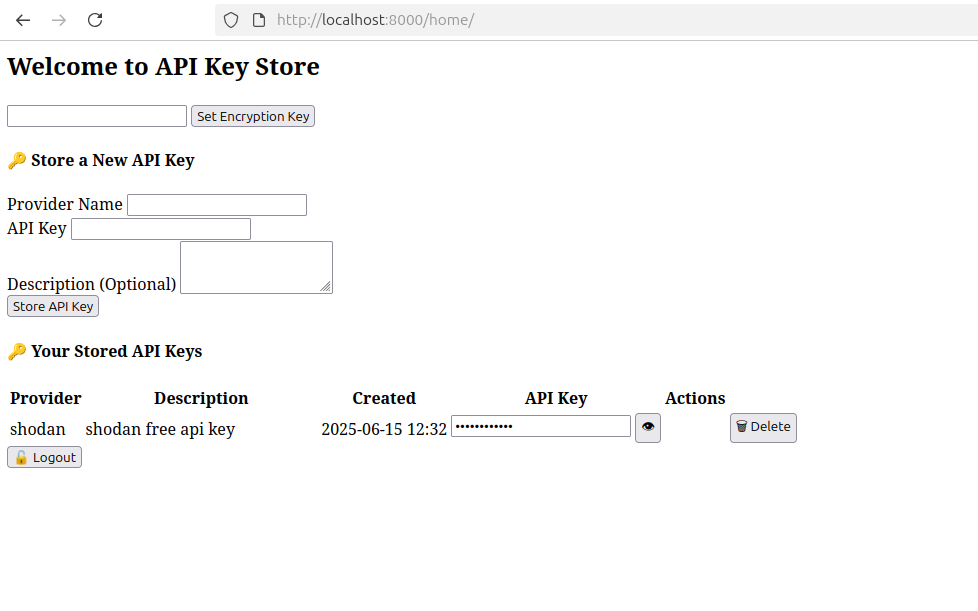 http://localhost:8000/home/
Welcome to API Key Store
Set Encryption Key
🔑 Store a New API Key
Provider Name
API Key
Description (Optional)
Store API Key
🔑 Your Stored API Keys
Provider Description Created API Key Actions
shodan shodan free api key 2025-06-15 12:32 •••••••••••• 👁 🗑 Delete
🔓 Logout